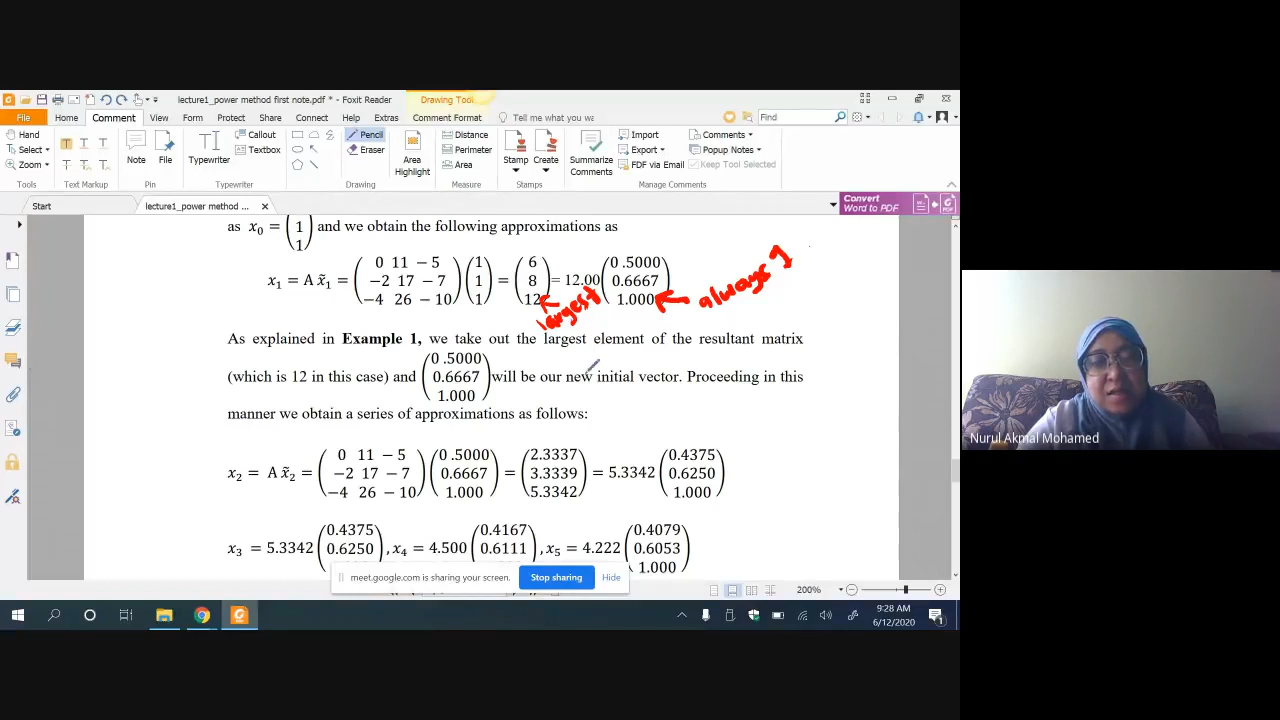 lecture1_power method first note.pdf * - Foxit Reader
Drawing Tool
File Home Comment View Form Protect Share Connect Help Extras Comment Format Tell me what you wa Find
Hand
Select
Zoom
Tools
Text Markup
Note
File
Pin
Typewriter
Callout
Textbox
Typewriter
Pencil
Eraser
Drawing
Area Highlight
Distance
Perimeter
Area
Measure
Stamp
Create
Stamps
Summarize Comments
Import
Export
FDF via Email
Comments
Popup Notes
Keep Tool Selected
Manage Comments
Start
lecture1_power method ...
Convert
Word to PDF
as x₀ = (1 1 1) and we obtain the following approximations as
x₁ = A x̃₁ = (0 11 − 5 −2 17 − 7 −4 26 − 10)(1 1 1) = (6 8 12) = 12.00 (0 .5000 0.6667 1.000)
largest
always 1
As explained in Example 1, we take out the largest element of the resultant matrix
(which is 12 in this case) and (0 .5000 0.6667 1.000) will be our new initial vector. Proceeding in this
manner we obtain a series of approximations as follows:
x₂ = A x̃₂ = (0 11 − 5 −2 17 − 7 −4 26 − 10)(0 .5000 0.6667 1.000) = (2.3337 3.3339 5.3342) = 5.3342 (0.4375 0.6250 1.000)
x₃ = 5.3342 (0.4375 0.6250), x₄ = 4.500 (0.4167 0.6111), x₅ = 4.222 (0.4079 0.6053 1.000)
meet.google.com is sharing your screen. Stop sharing Hide
200%
9:28 AM
6/12/2020
Nurul Akmal Mohamed